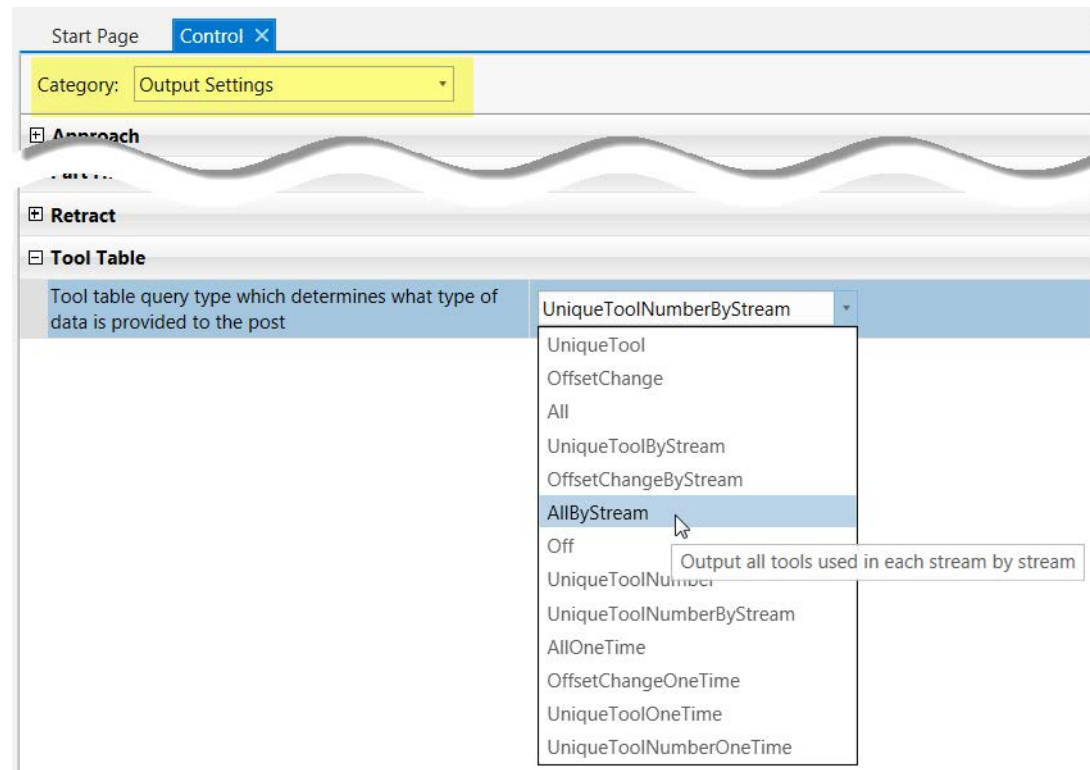 Start Page Control ×
Category: Output Settings
Approach
Retract
Tool Table
Tool table query type which determines what type of
data is provided to the post
UniqueToolNumberByStream
UniqueTool
OffsetChange
All
UniqueToolByStream
OffsetChangeByStream
AllByStream
Off
Output all tools used in each stream by stream
UniqueToolNumber
UniqueToolNumberByStream
AllOneTime
OffsetChangeOneTime
UniqueToolOneTime
UniqueToolNumberOneTime